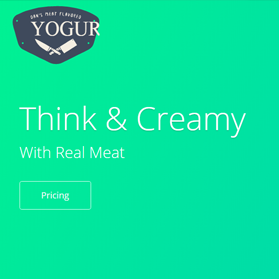 DAN'S MEAT FLAVORED
YOGUR
Think & Creamy
With Real Meat
Pricing